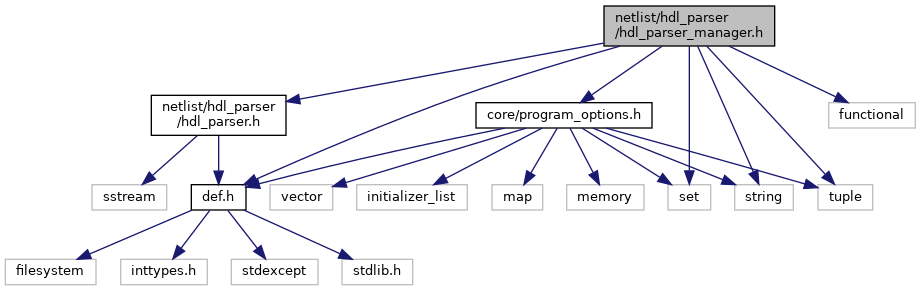 netlist/hdl_parser
/hdl_parser_manager.h
netlist/hdl_parser
/hdl_parser.h
core/program_options.h
functional
sstream
def.h
vector
initializer_list
map
memory
set
string
tuple
filesystem
inttypes.h
stdexcept
stdlib.h